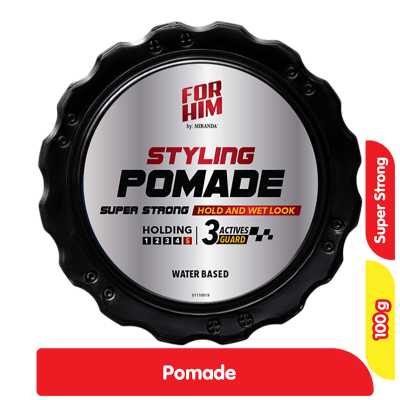 FOR
HIM
by: MIRANDA
STYLING
POMADE
SUPER STRONG HOLD AND WET LOOK
HOLDING
1 2 3 4 5
3 ACTIVES
GUARD
WATER BASED
Super Strong
100g
Pomade